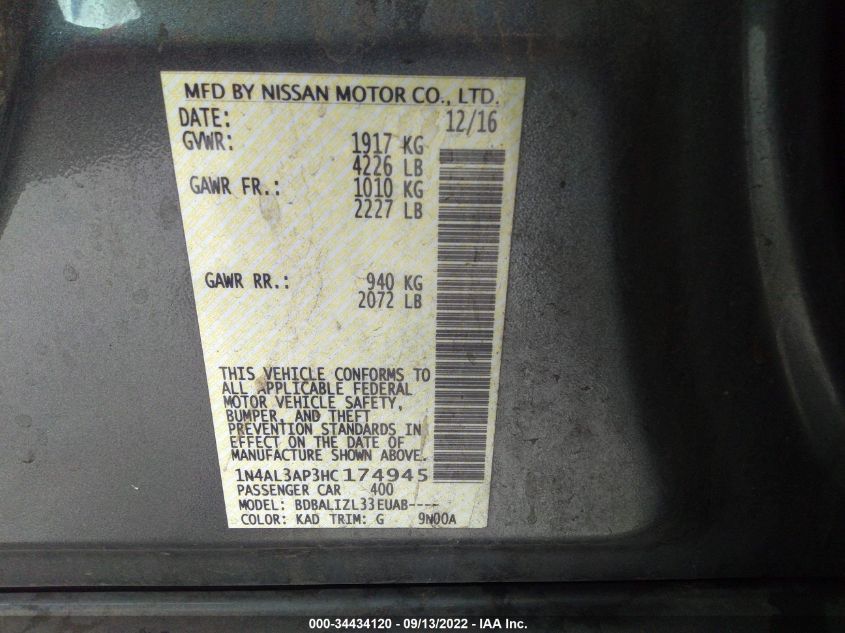 MFD BY NISSAN MOTOR CO., LTD.
DATE: 12/16
GVWR: 1917 KG
4226 LB
GAWR FR.: 1010 KG
2227 LB
GAWR RR.: 940 KG
2072 LB
THIS VEHICLE CONFORMS TO
ALL APPLICABLE FEDERAL
MOTOR VEHICLE SAFETY,
BUMPER, AND THEFT
PREVENTION STANDARDS IN
EFFECT ON THE DATE OF
MANUFACTURE SHOWN ABOVE.
1N4AL3AP3HC174945
PASSENGER CAR 400
MODEL: BDBALIZL33EUAB----
COLOR: KAD TRIM: G 9N00A
000-34434120 - 09/13/2022 - IAA Inc.